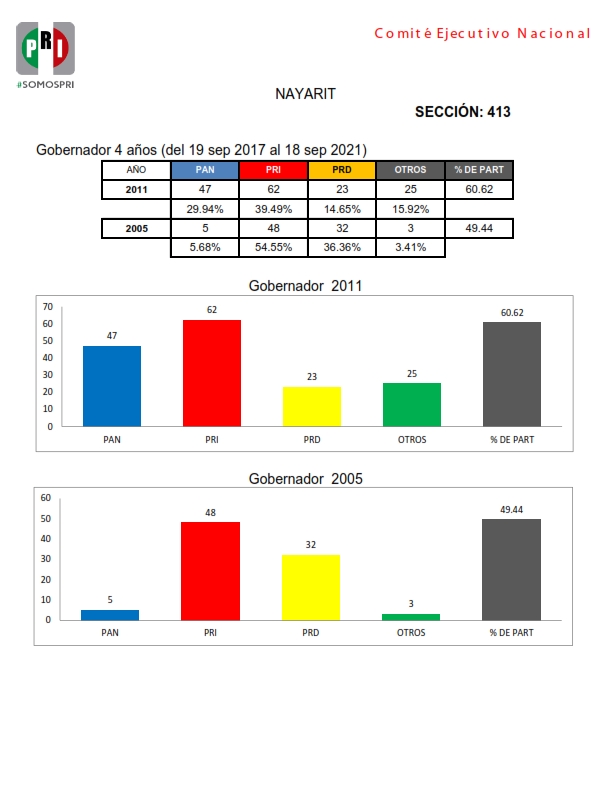 Comité Ejecutivo Nacional
PRI
#SOMOSPRI
NAYARIT
SECCIÓN: 413
Gobernador 4 años (del 19 sep 2017 al 18 sep 2021)
AÑO PAN PRI PRD OTROS % DE PART
2011 47 62 23 25 60.62
29.94% 39.49% 14.65% 15.92%
2005 5 48 32 3 49.44
5.68% 54.55% 36.36% 3.41%
Gobernador 2011
70
60
50
40
30
20
10
0
47
62
23
25
60.62
PAN PRI PRD OTROS % DE PART
Gobernador 2005
60
50
40
30
20
10
0
5
48
32
3
49.44
PAN PRI PRD OTROS % DE PART